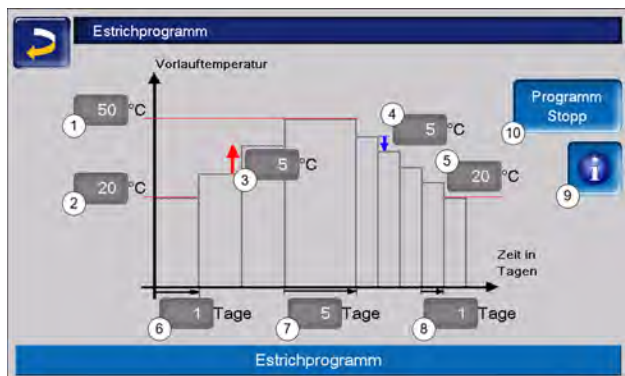 Estrichprogramm
Vorlauftemperatur
50 °C
1
4
5 °C
Programm
Stopp
10
3
5 °C
5
20 °C
20 °C
2
i
9
Zeit in
Tagen
1 Tage
6
5 Tage
7
1 Tage
8
Estrichprogramm